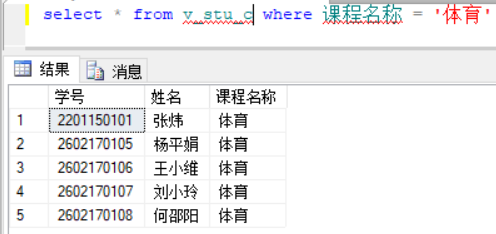 select * from v_stu_c where 课程名称 = '体育'
结果 消息
学号 姓名 课程名称
1 2201150101 张炜 体育
2 2602170105 杨平娟 体育
3 2602170106 王小维 体育
4 2602170107 刘小玲 体育
5 2602170108 何邵阳 体育